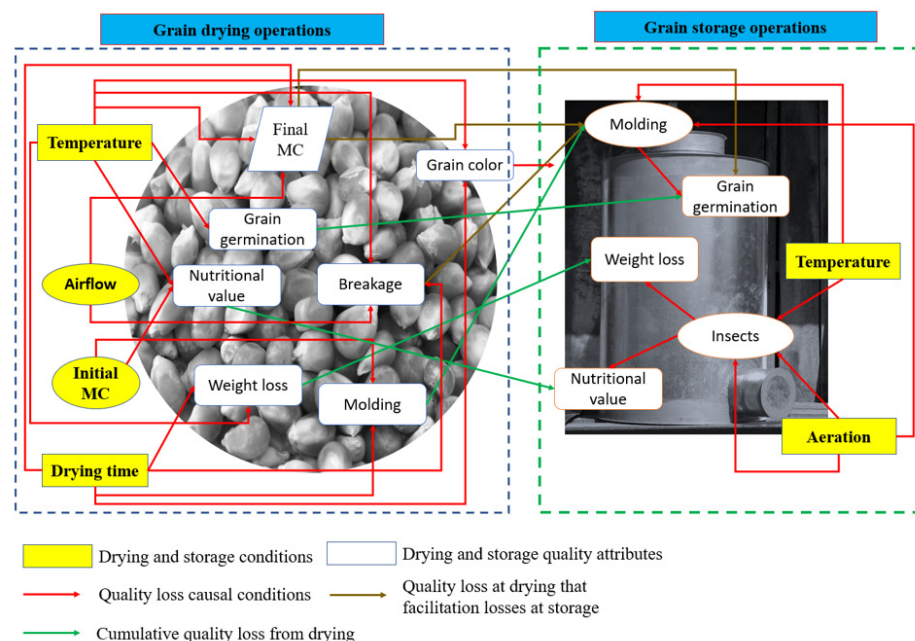 Grain drying operations
Grain storage operations
Temperature
Final
MC
Grain color
Grain
germination
Airflow
Nutritional
value
Breakage
Initial
MC
Weight loss
Molding
Drying time
Molding
Grain
germination
Weight loss
Temperature
Insects
Nutritional
value
Aeration
Drying and storage conditions
Drying and storage quality attributes
Quality loss causal conditions
Quality loss at drying that
facilitation losses at storage
Cumulative quality loss from drying